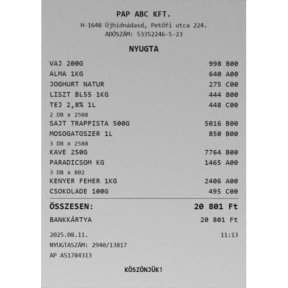 PAP ABC KFT.
H-1648 Újhídnádasd, Petőfi utca 224.
ADÓSZÁM: 53352246-5-23
NYUGTA
VAJ 200G 998 B00
ALMA 1KG 640 A00
JOGHURT NATUR 275 C00
LISZT BL55 1KG 444 B00
TEJ 2,8% 1L 448 C00
2 DB x 2508
SAJT TRAPPISTA 500G 5016 B00
MOSOGATOSZER 1L 850 B00
3 DB x 2588
KAVE 250G 7764 B00
PARADICSOM KG 1465 A00
3 DB x 802
KENYER FEHER 1KG 2406 A00
CSOKOLADE 100G 495 C00
ÖSSZESEN: 20 801 Ft
BANKKÁRTYA 20 801 Ft
2025.08.11. 11:13
NYUGTASZÁM: 2940/13817
AP A51784313
KÖSZÖNJÜK!